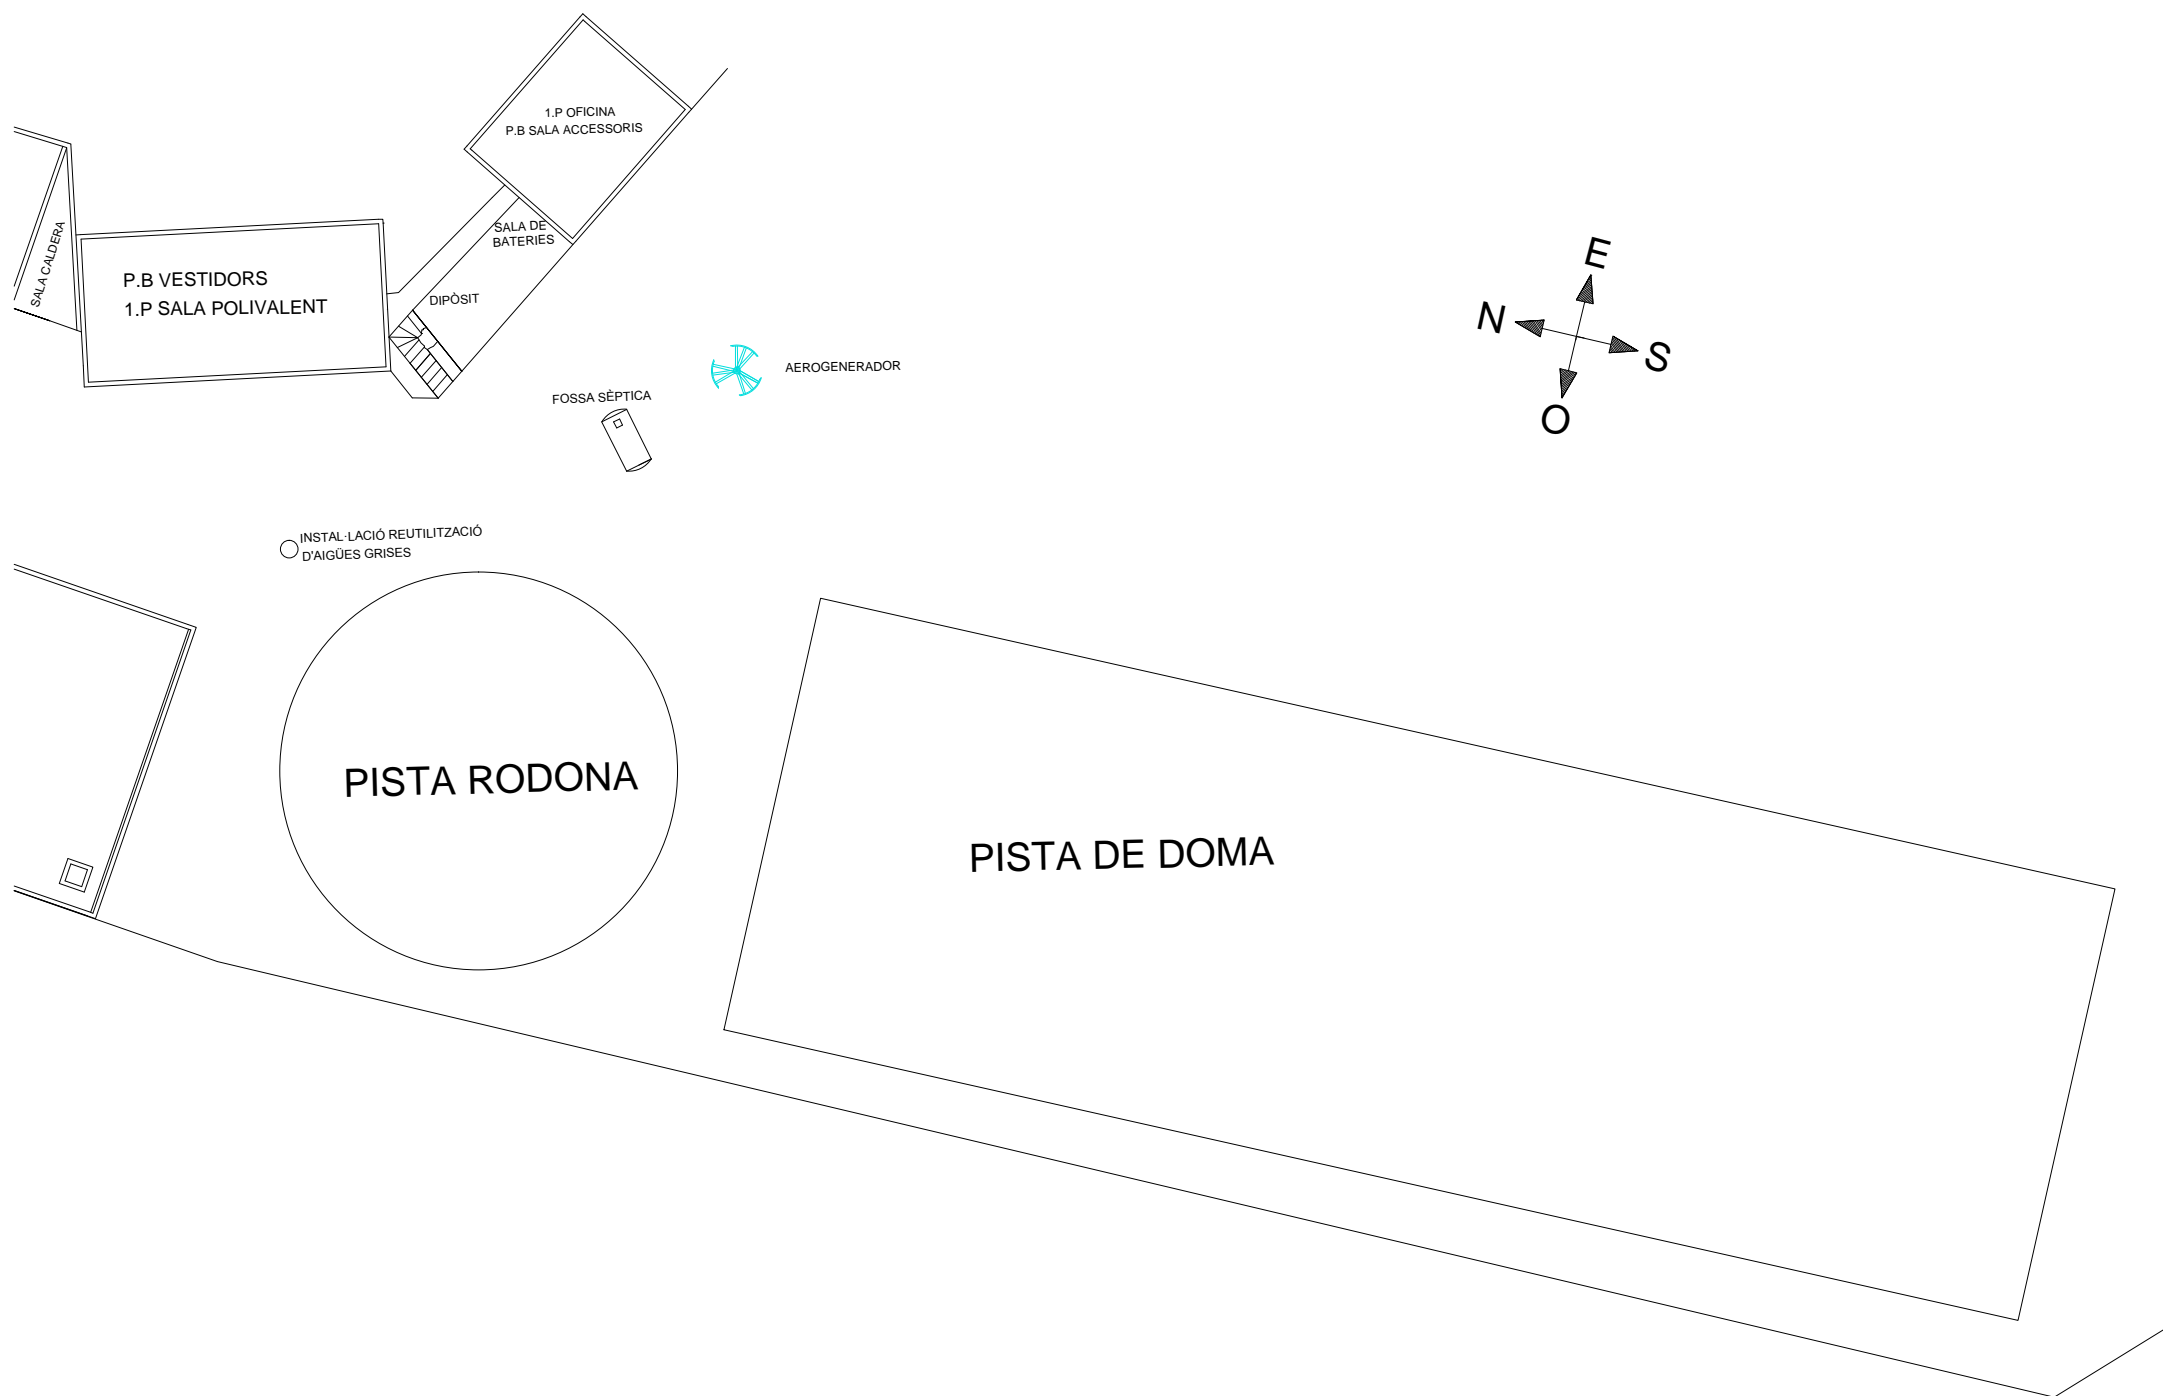 1.P OFICINA
P.B SALA ACCESSORIS
SALA DE
BATERIES
SALA CALDERA
P.B VESTIDORS
1.P SALA POLIVALENT
DIPÒSIT
E
N
S
O
AEROGENERADOR
FOSSA SÈPTICA
INSTAL·LACIÓ REUTILITZACIÓ
D'AIGÜES GRISES
PISTA RODONA
PISTA DE DOMA